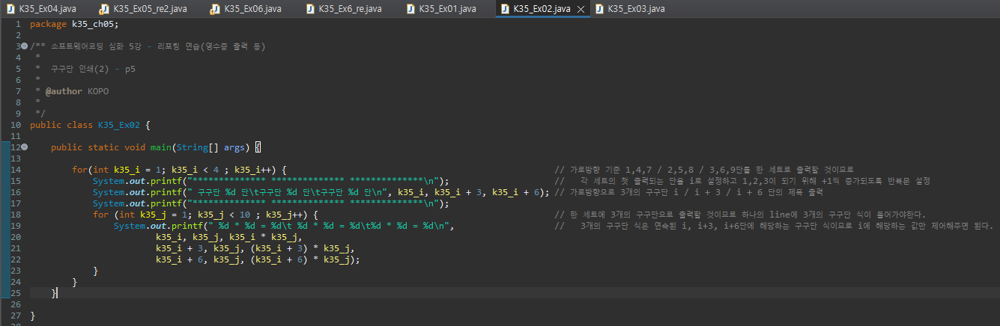 K35_Ex04.java K35_Ex05_re2.java K35_Ex06.java K35_Ex6_re.java K35_Ex01.java K35_Ex02.java K35_Ex03.java
1 package k35_ch05;
2
3 /** 소프트웨어코딩 심화 5강 - 리프팅 연습(영수증 출력 등)
4 *
5 * 구구단 인쇄(2) - p5
6 *
7 * @author KOPO
8 *
9 */
10 public class K35_Ex02 {
11
12 public static void main(String[] args) {
13
14 for(int k35_i = 1; k35_i < 4 ; k35_i++) { // 가로방향 기준 1,4,7 / 2,5,8 / 3,6,9단를 한 세트로 출력할 것이므로
15 System.out.printf("************** ************** **************\n"); // 각 세트의 첫 출력되는 단을 i로 설정하고 1,2,3이 되기 위해 +1씩 증가되도록 반복문 설정
16 System.out.printf(" 구구단 %d 단\t구구단 %d 단\t구구단 %d 단\n", k35_i, k35_i + 3, k35_i + 6); // 가로방향으로 3개의 구구단 i / i + 3 / i + 6 단의 제목 출력
17 System.out.printf("************** ************** **************\n");
18 for (int k35_j = 1; k35_j < 10 ; k35_j++) { // 한 세트에 3개의 구구단으로 출력할 것이므로 하나의 line에 3개의 구구단 식이 들어가야한다.
19 System.out.printf(" %d * %d = %d\t %d * %d = %d\t%d * %d = %d\n", // 3개의 구구단 식은 연속된 i, i+3, i+6단에 해당하는 구구단 식이므로 i에 해당하는 값만 제어해주면 된다.
20 k35_i, k35_j, k35_i * k35_j,
21 k35_i + 3, k35_j, (k35_i + 3) * k35_j,
22 k35_i + 6, k35_j, (k35_i + 6) * k35_j);
23 }
24 }
25 }
26
27 }